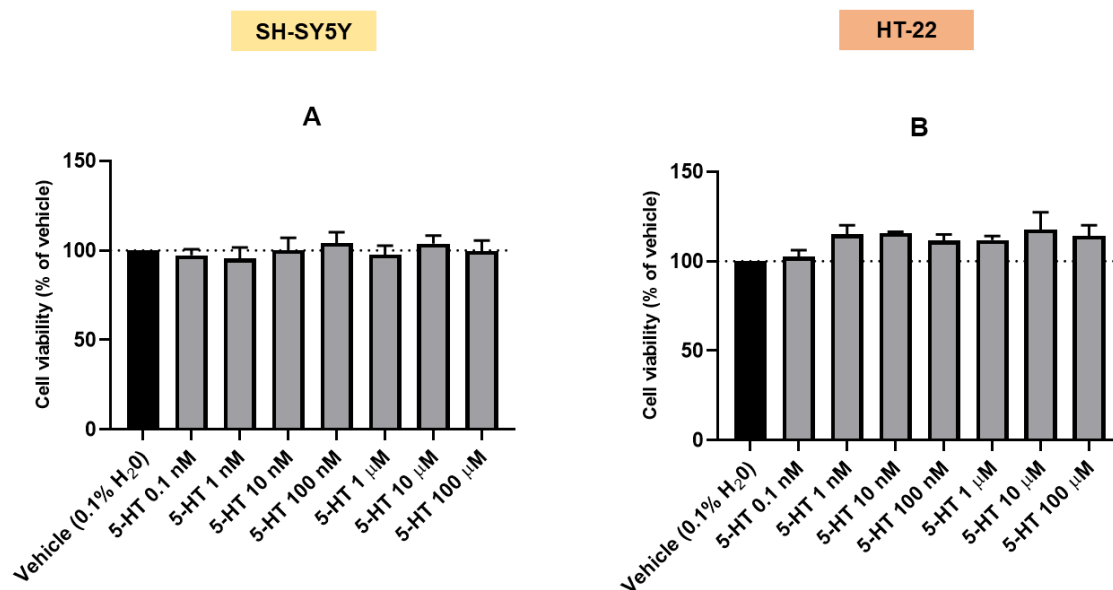 SH-SY5Y
HT-22
A
Cell viability (% of vehicle)
150
100
50
0
Vehicle (0.1% H₂0)
5-HT 0.1 nM
5-HT 1 nM
5-HT 10 nM
5-HT 100 nM
5-HT 1 μM
5-HT 10 μM
5-HT 100 μM
B
Cell viability (% of vehicle)
150
100
50
0
Vehicle (0.1% H₂0)
5-HT 0.1 nM
5-HT 1 nM
5-HT 10 nM
5-HT 100 nM
5-HT 1 μM
5-HT 10 μM
5-HT 100 μM